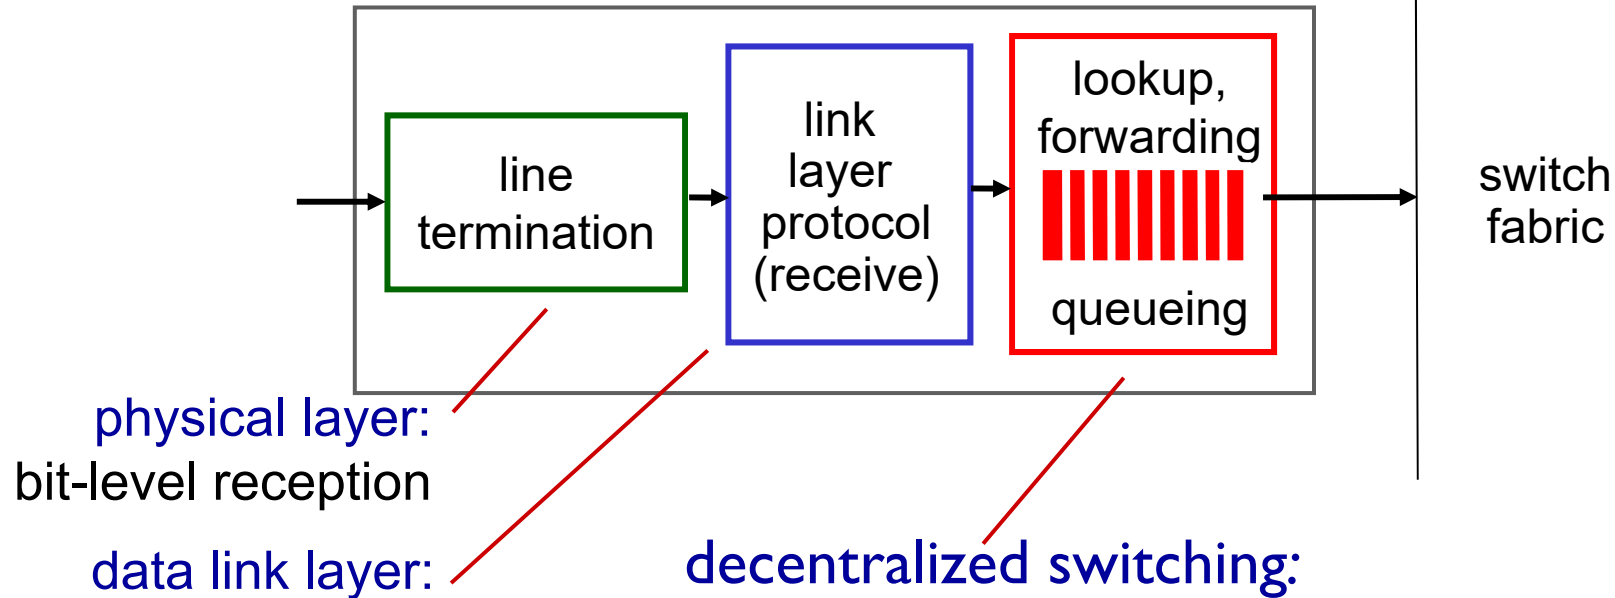 line
termination
link
layer
protocol
(receive)
lookup,
forwarding
queueing
switch
fabric
physical layer:
bit-level reception
data link layer:
decentralized switching: